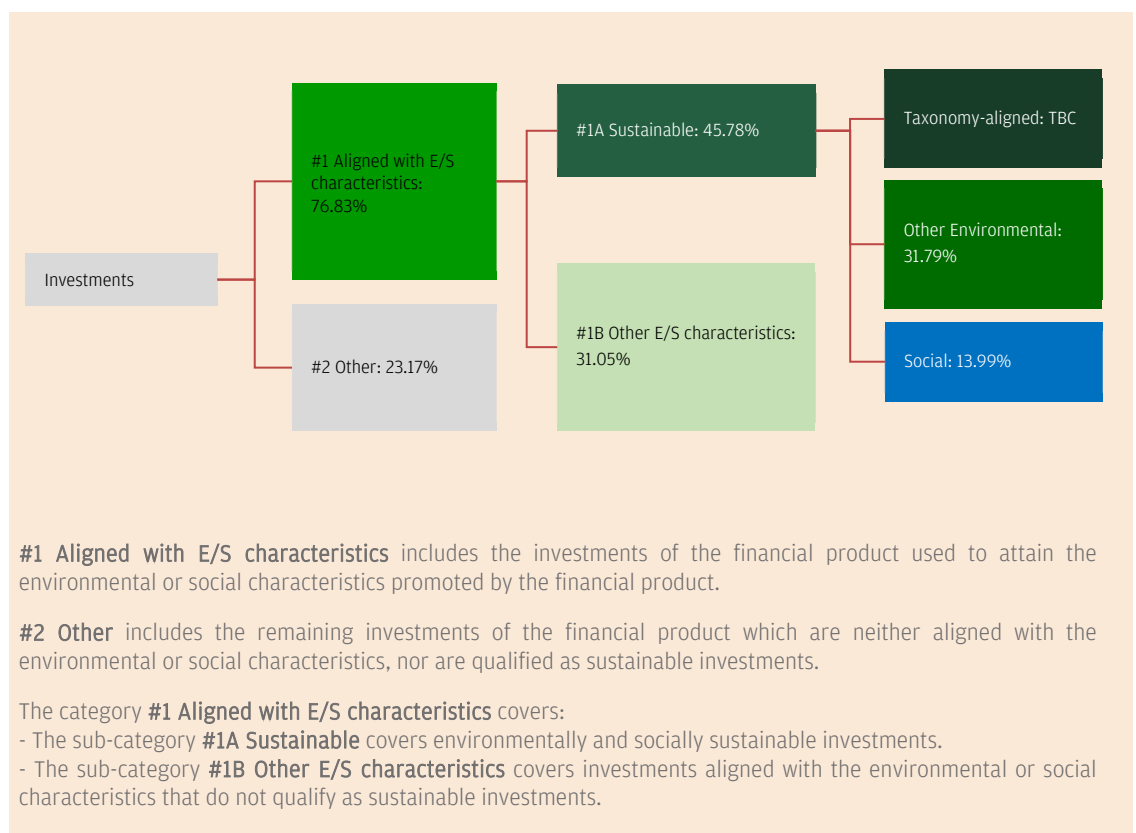 Investments
#1 Aligned with E/S
characteristics:
76.83%
#2 Other: 23.17%
#1A Sustainable: 45.78%
#1B Other E/S characteristics:
31.05%
Taxonomy-aligned: TBC
Other Environmental:
31.79%
Social: 13.99%
#1 Aligned with E/S characteristics includes the investments of the financial product used to attain the
environmental or social characteristics promoted by the financial product.
#2 Other includes the remaining investments of the financial product which are neither aligned with the
environmental or social characteristics, nor are qualified as sustainable investments.
The category #1 Aligned with E/S characteristics covers:
- The sub-category #1A Sustainable covers environmentally and socially sustainable investments.
- The sub-category #1B Other E/S characteristics covers investments aligned with the environmental or social
characteristics that do not qualify as sustainable investments.